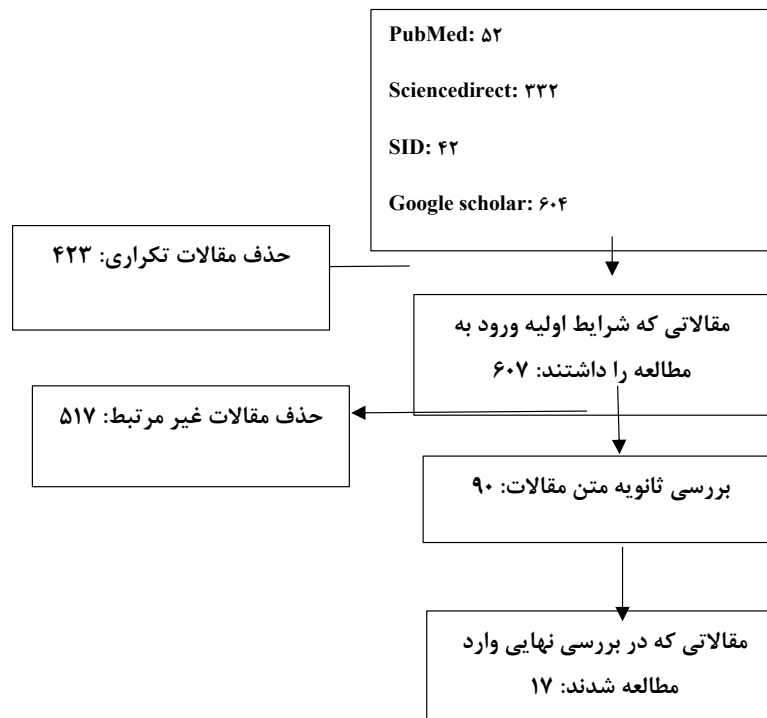 PubMed: ۵۲
Sciencedirect: ۳۳۲
SID: ۴۲
Google scholar: ۶۰۴
حذف مقالات تکراری: ۴۲۳
مقالاتی که شرایط اولیه ورود به
مطالعه را داشتند: ۶۰۷
حذف مقالات غیر مرتبط: ۵۱۷
بررسی ثانویه متن مقالات: ۹۰
مقالاتی که در بررسی نهایی وارد
مطالعه شدند: ۱۷